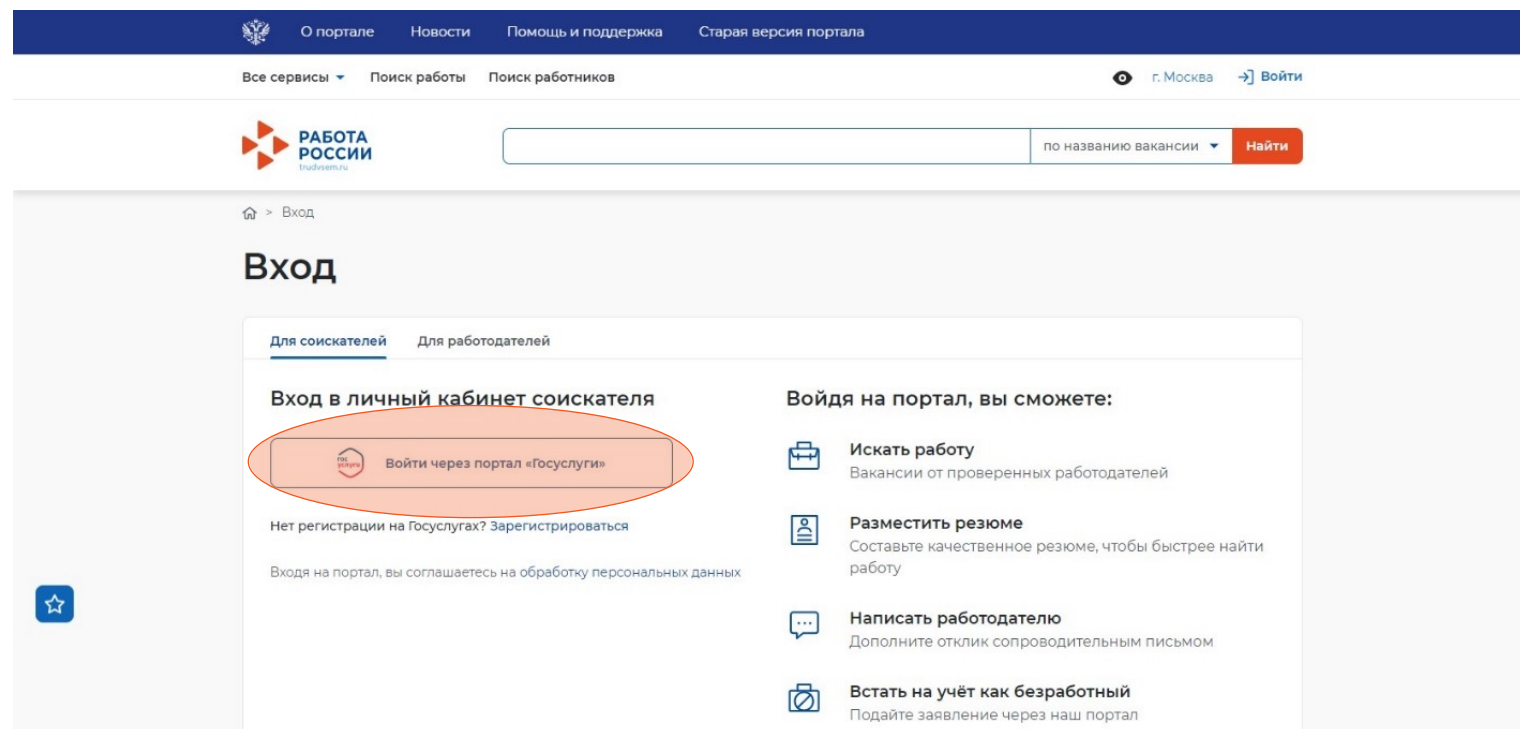 О портале Новости Помощь и поддержка Старая версия портала
Все сервисы Поиск работы Поиск работников г. Москва Войти
РАБОТА
РОССИИ
trudvsem.ru
по названию вакансии Найти
> Вход
Вход
Для соискателей Для работодателей
Вход в личный кабинет соискателя
гос
услуги
Войти через портал «Госуслуги»
Нет регистрации на Госуслугах? Зарегистрироваться
Входя на портал, вы соглашаетесь на обработку персональных данных
Войдя на портал, вы сможете:
Искать работу
Вакансии от проверенных работодателей
Разместить резюме
Составьте качественное резюме, чтобы быстрее найти
работу
Написать работодателю
Дополните отклик сопроводительным письмом
Встать на учёт как безработный
Подайте заявление через наш портал